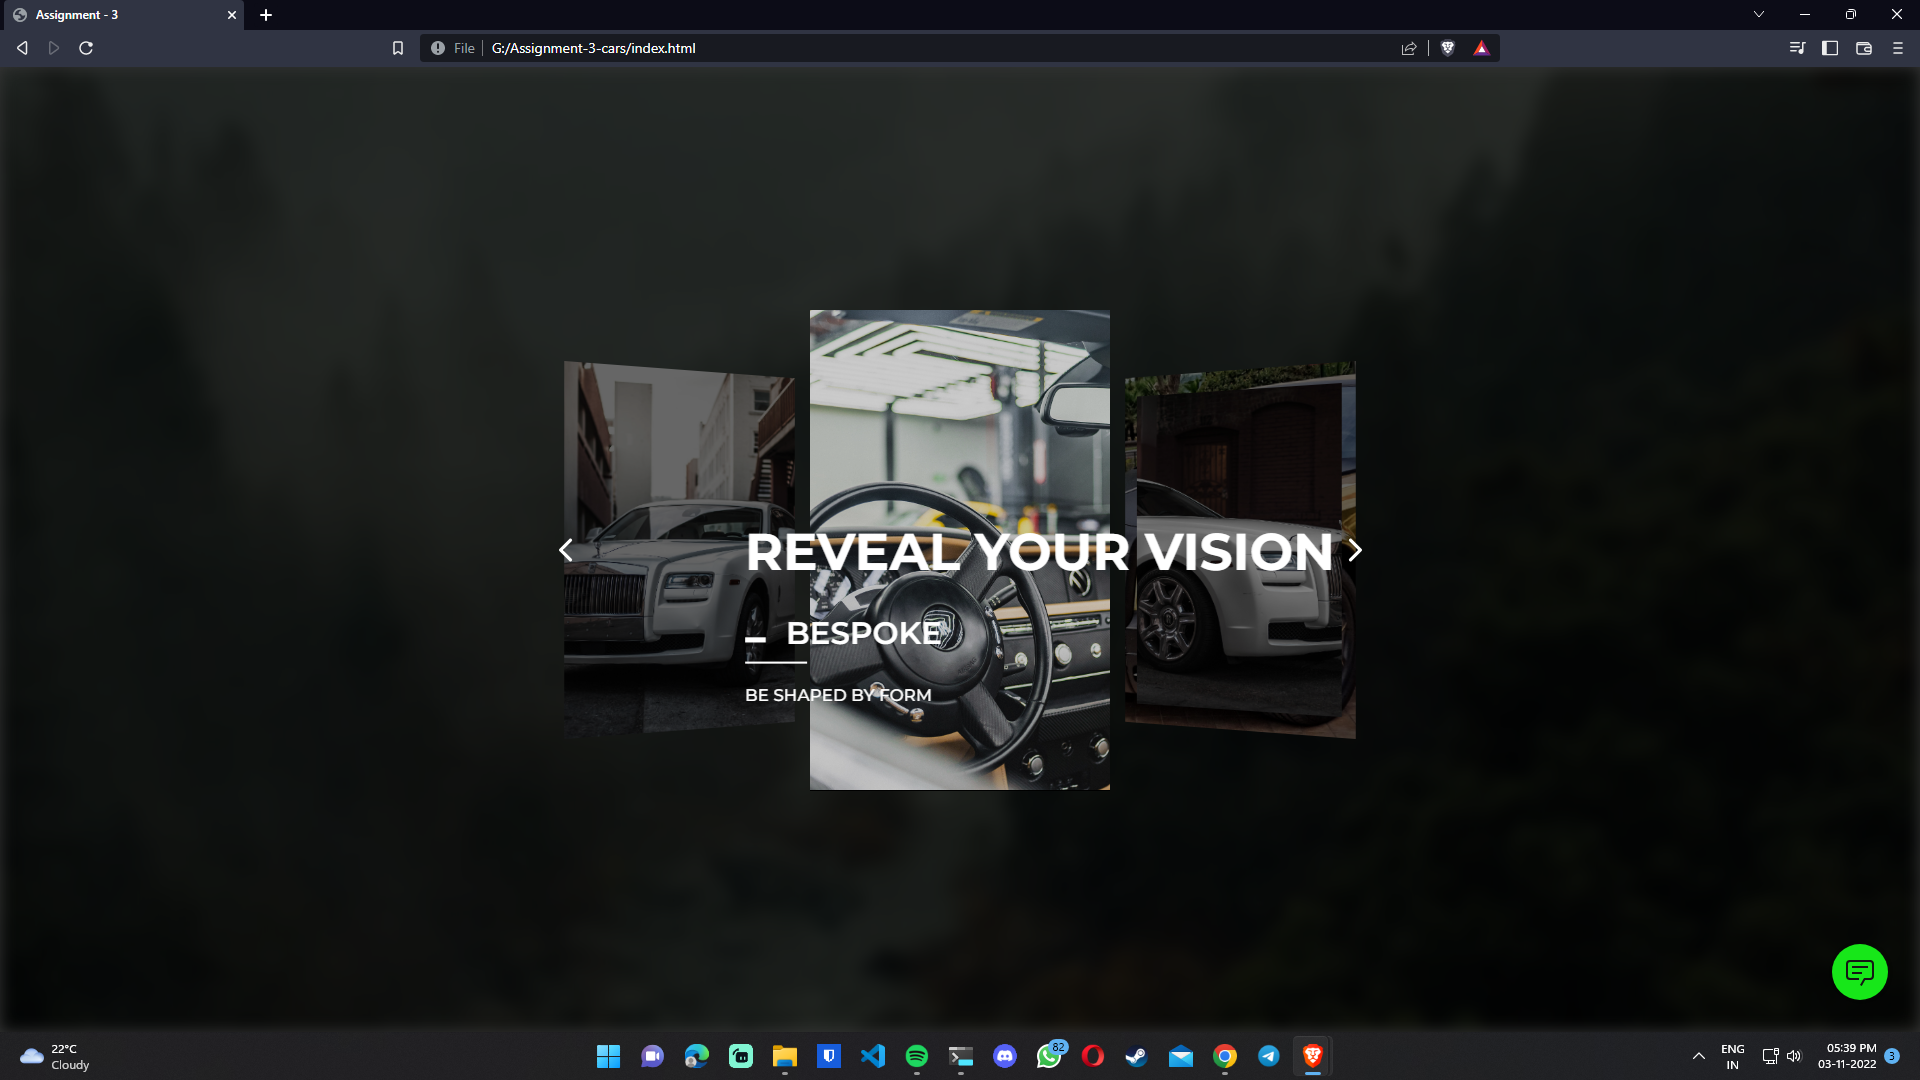 Assignment - 3
File
G:/Assignment-3-cars/index.html
REVEAL YOUR VISION
BESPOKE
BE SHAPED BY FORM
22°C
Cloudy
82
ENG
IN
05:39 PM
03-11-2022
3